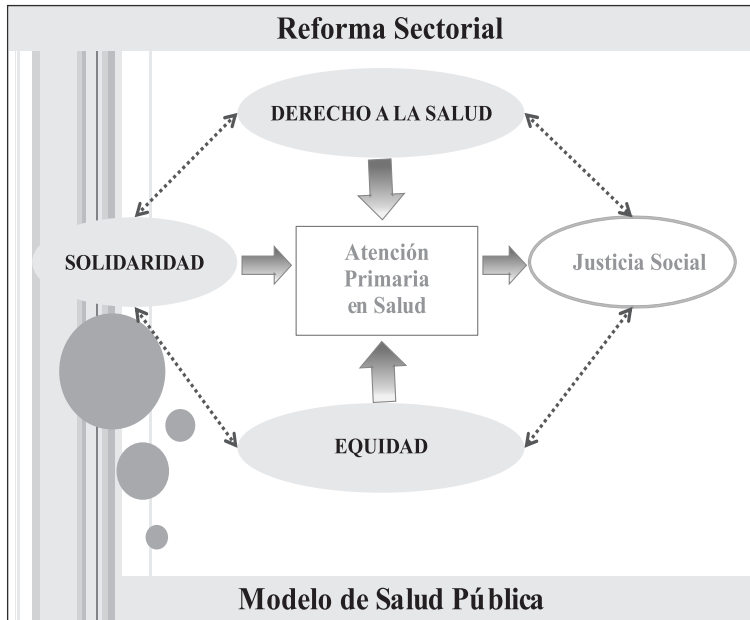 Reforma Sectorial
DERECHO A LA SALUD
SOLIDARIDAD
Atención
Primaria
en Salud
Justicia Social
EQUIDAD
Modelo de Salud Pública